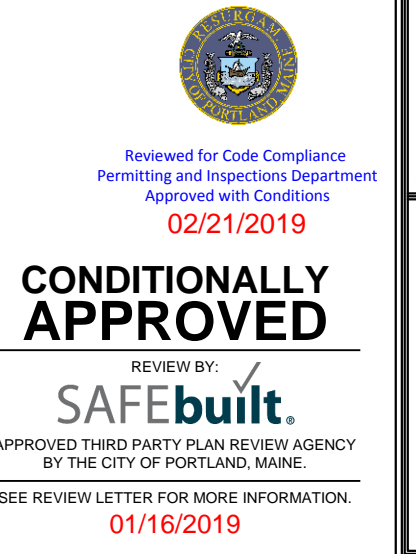 RESURGAM.
CITY OF PORTLAND MAINE
Reviewed for Code Compliance
Permitting and Inspections Department
Approved with Conditions
02/21/2019
CONDITIONALLY
APPROVED
REVIEW BY:
SAFEbuilt®
APPROVED THIRD PARTY PLAN REVIEW AGENCY
BY THE CITY OF PORTLAND, MAINE.
SEE REVIEW LETTER FOR MORE INFORMATION.
01/16/2019